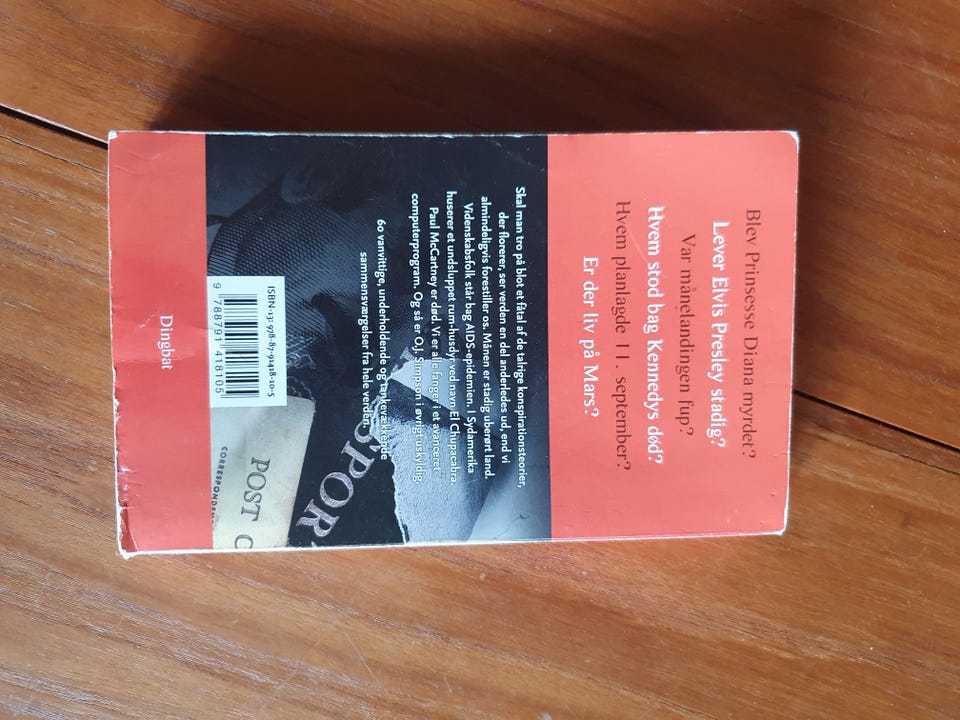 Blev Prinsesse Diana myrdet?
Lever Elvis Presley stadig?
Var månelandingen fup?
Hvem stod bag Kennedys død?
Hvem planlagde 11. september?
Er der liv på Mars?
Skal man tro på blot et fåtal af de talrige konspirationsteorier,
der florerer, ser verden en del anderledes ud, end vi
almindeligvis forestiller os. Månen er stadig uberørt land.
Videnskabsfolk står bag AIDS-epidemien. I Sydamerika
huserer et undsluppet rum-husdyr ved navn El Chupacabra.
Paul McCartney er død. Vi er alle fanger i et avanceret
computerprogram. Og så er O.J. Simpson i øvrigt uskyldig.
60 vanvittige, underholdende og tankevækkende
sammensværgelser fra hele verden.
SPOR
POST C
CORRESPONDEN
ISBN-13: 978-87-91418-10-5
9 788791 418105
Dingbat